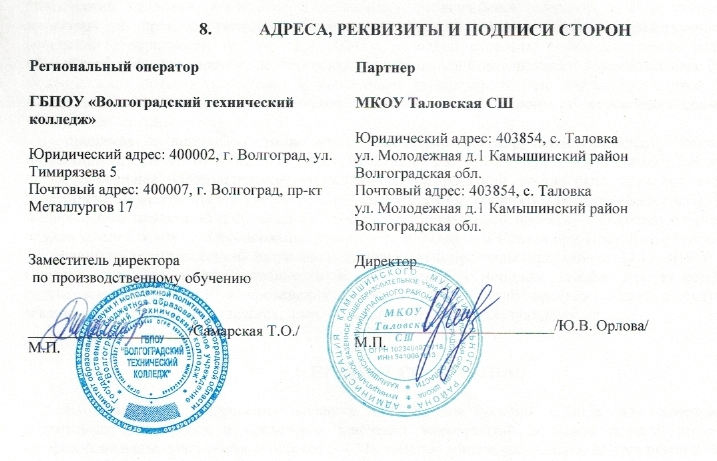 8. АДРЕСА, РЕКВИЗИТЫ И ПОДПИСИ СТОРОН
Региональный оператор
ГБПОУ «Волгоградский технический
колледж»
Юридический адрес: 400002, г. Волгоград, ул.
Тимирязева 5
Почтовый адрес: 400007, г. Волгоград, пр-кт
Металлургов 17
Заместитель директора
по производственному обучению
/Самарская Т.О./
М.П.
ГБПОУ
"ВОЛГОГРАДСКИЙ
ТЕХНИЧЕСКИЙ
КОЛЛЕДЖ"
Партнер
МКОУ Таловская СШ
Юридический адрес: 403854, с. Таловка
ул. Молодежная д.1 Камышинский район
Волгоградская обл.
Почтовый адрес: 403854, с. Таловка
ул. Молодежная д.1 Камышинский район
Волгоградская обл.
Директор
/Ю.В. Орлова/
М.П.
МКОУ
Таловская
СШ